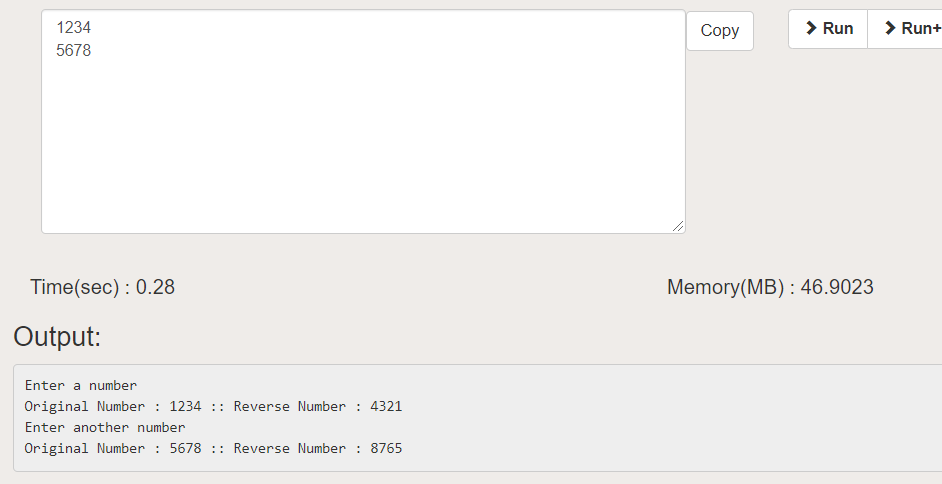 1234
5678
Copy
Run
Run+
Time(sec) : 0.28
Memory(MB) : 46.9023
Output:
Enter a number
Original Number : 1234 :: Reverse Number : 4321
Enter another number
Original Number : 5678 :: Reverse Number : 8765